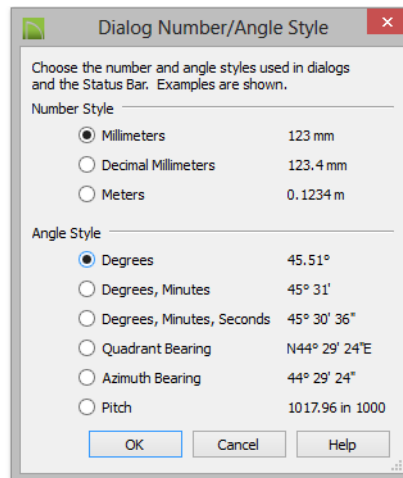 Dialog Number/Angle Style
Choose the number and angle styles used in dialogs
and the Status Bar. Examples are shown.
Number Style
Millimeters 123 mm
Decimal Millimeters 123.4 mm
Meters 0.1234 m
Angle Style
Degrees 45.51°
Degrees, Minutes 45° 31'
Degrees, Minutes, Seconds 45° 30' 36"
Quadrant Bearing N44° 29' 24"E
Azimuth Bearing 44° 29' 24"
Pitch 1017.96 in 1000
OK Cancel Help